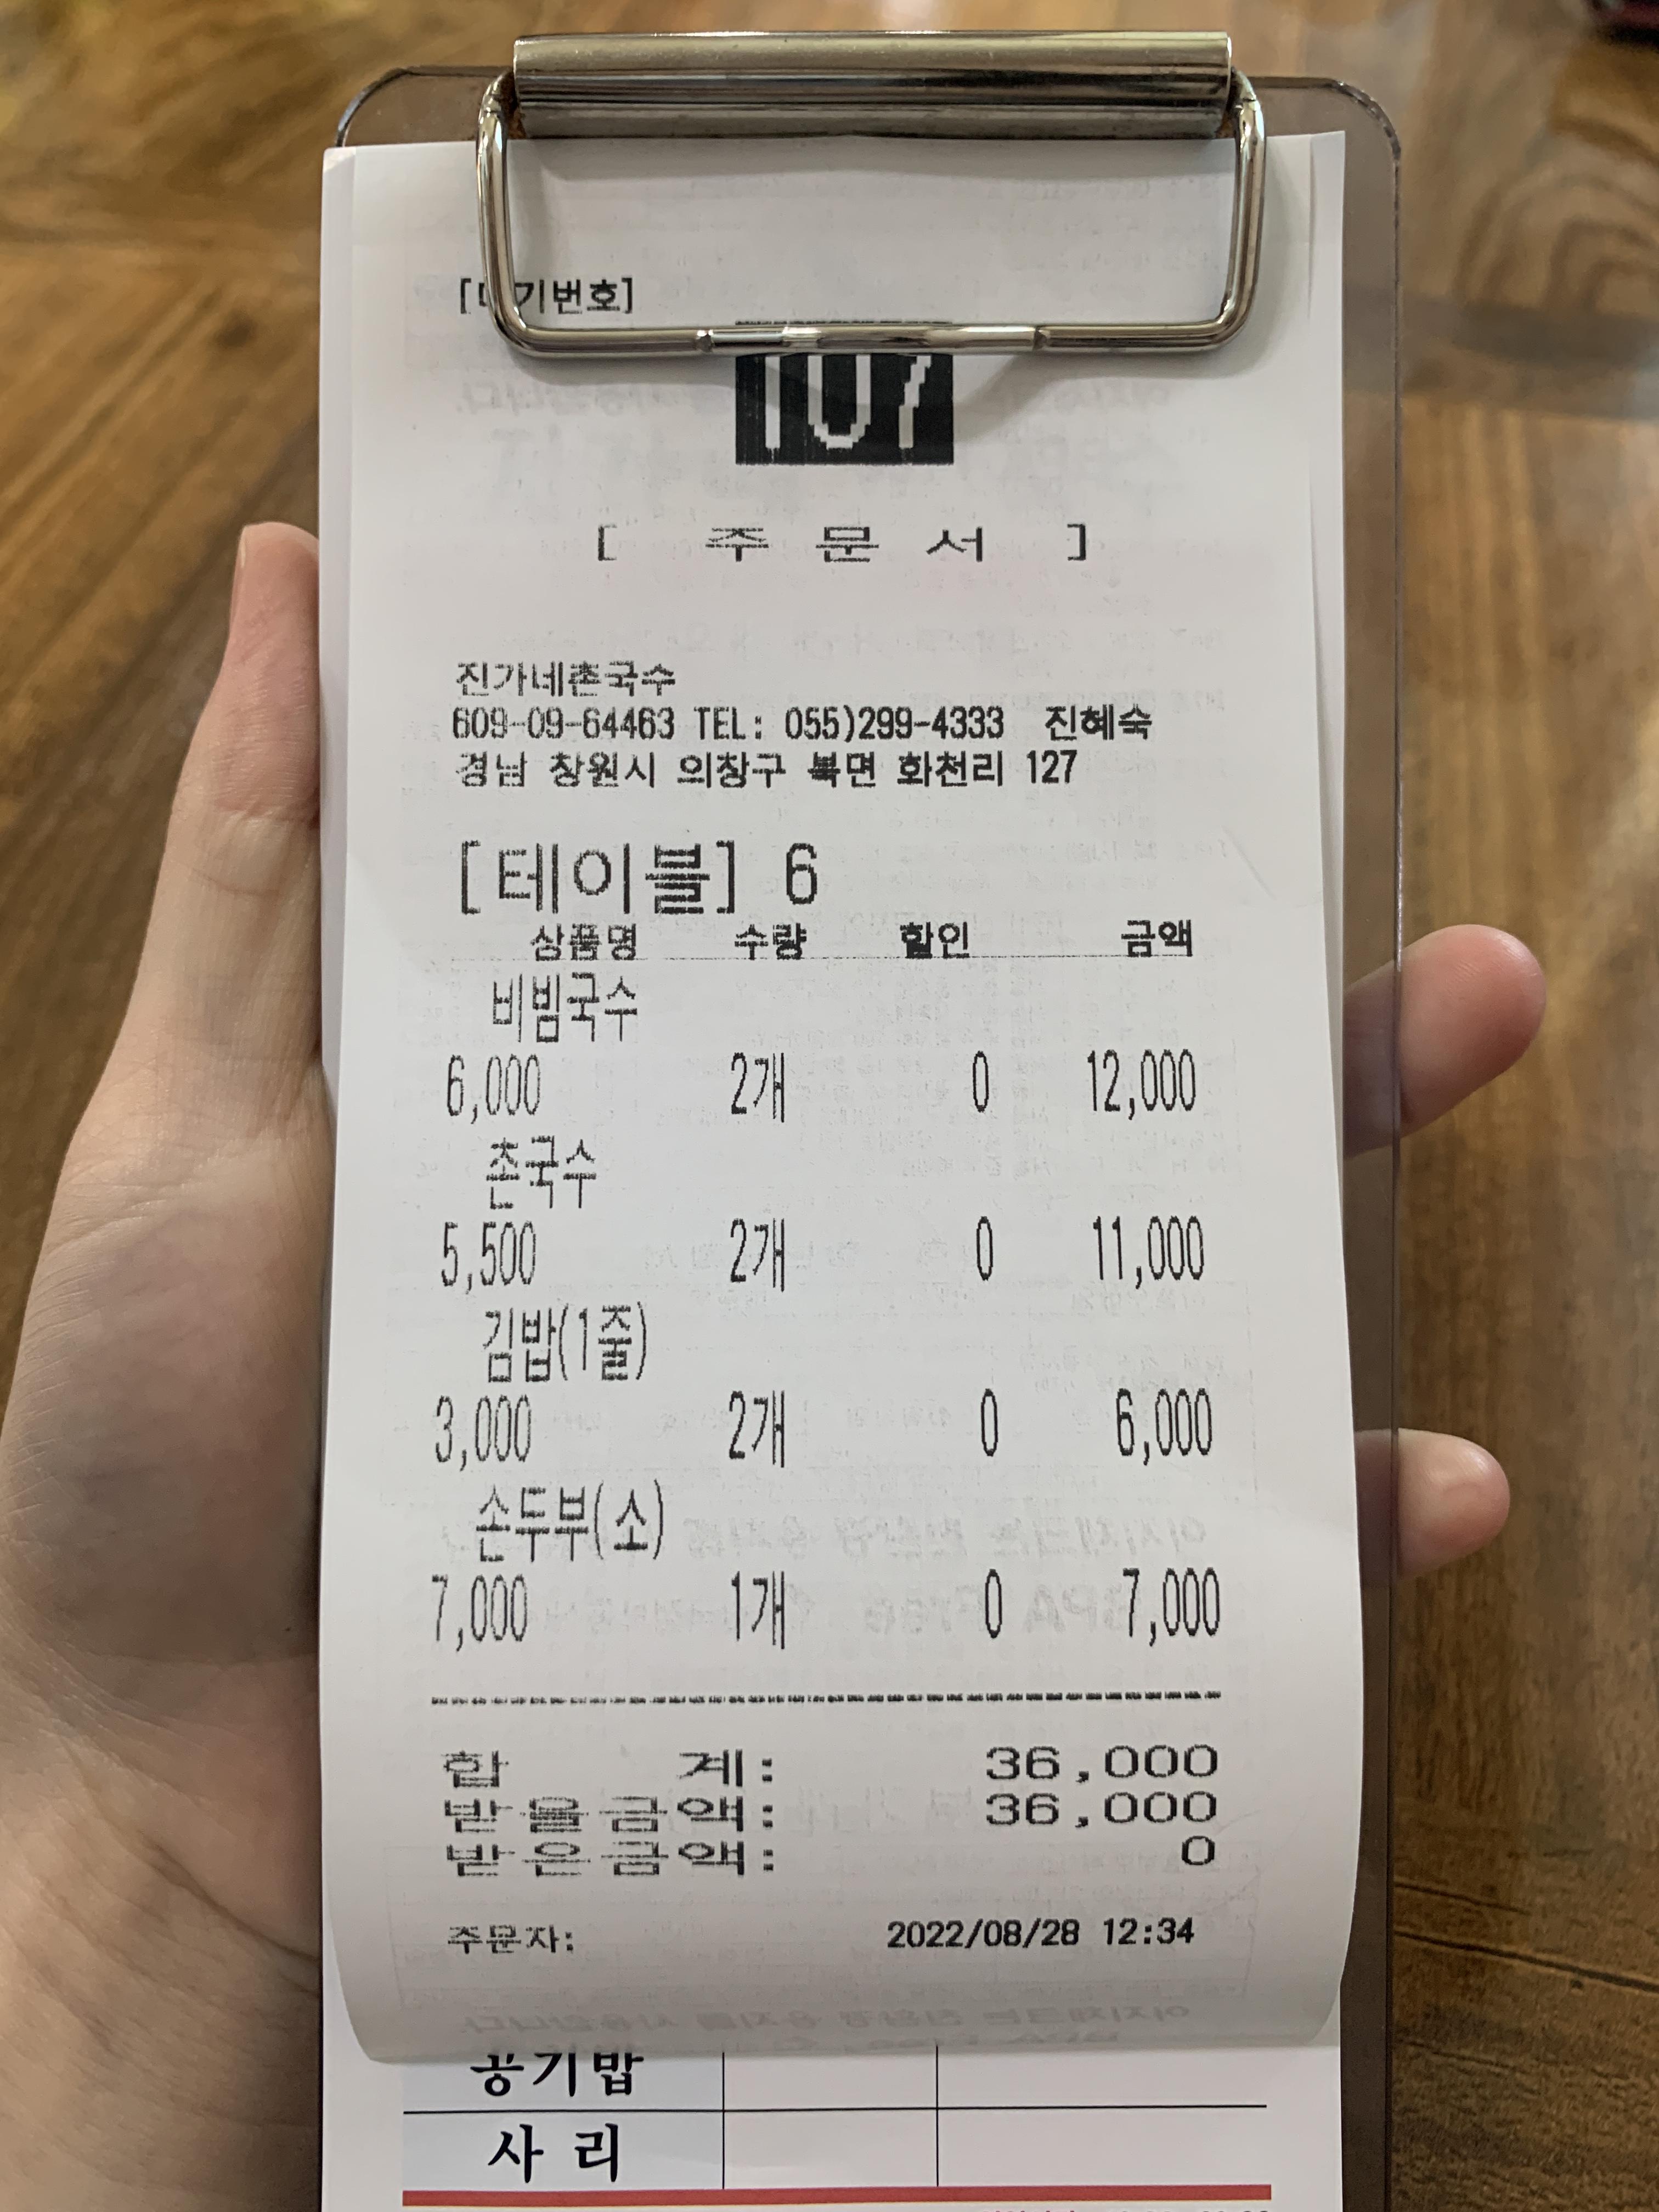 기번호]
107
[ 주 문 서 ]
진가네촌국수
609-09-64463 TEL: 055)299-4333 진혜숙
경남 창원시 의창구 북면 화천리 127
[테이블] 6
상품명 수량 할인 금액
비빔국수
6,000 2개 0 12,000
촌국수
5,500 2개 0 11,000
김밥(1줄)
3,000 2개 0 6,000
손두부(소)
7,000 1개 0 7,000
합 계: 36,000
받을금액: 36,000
받은금액: 0
주문자: 2022/08/28 12:34
공기밥
사 리